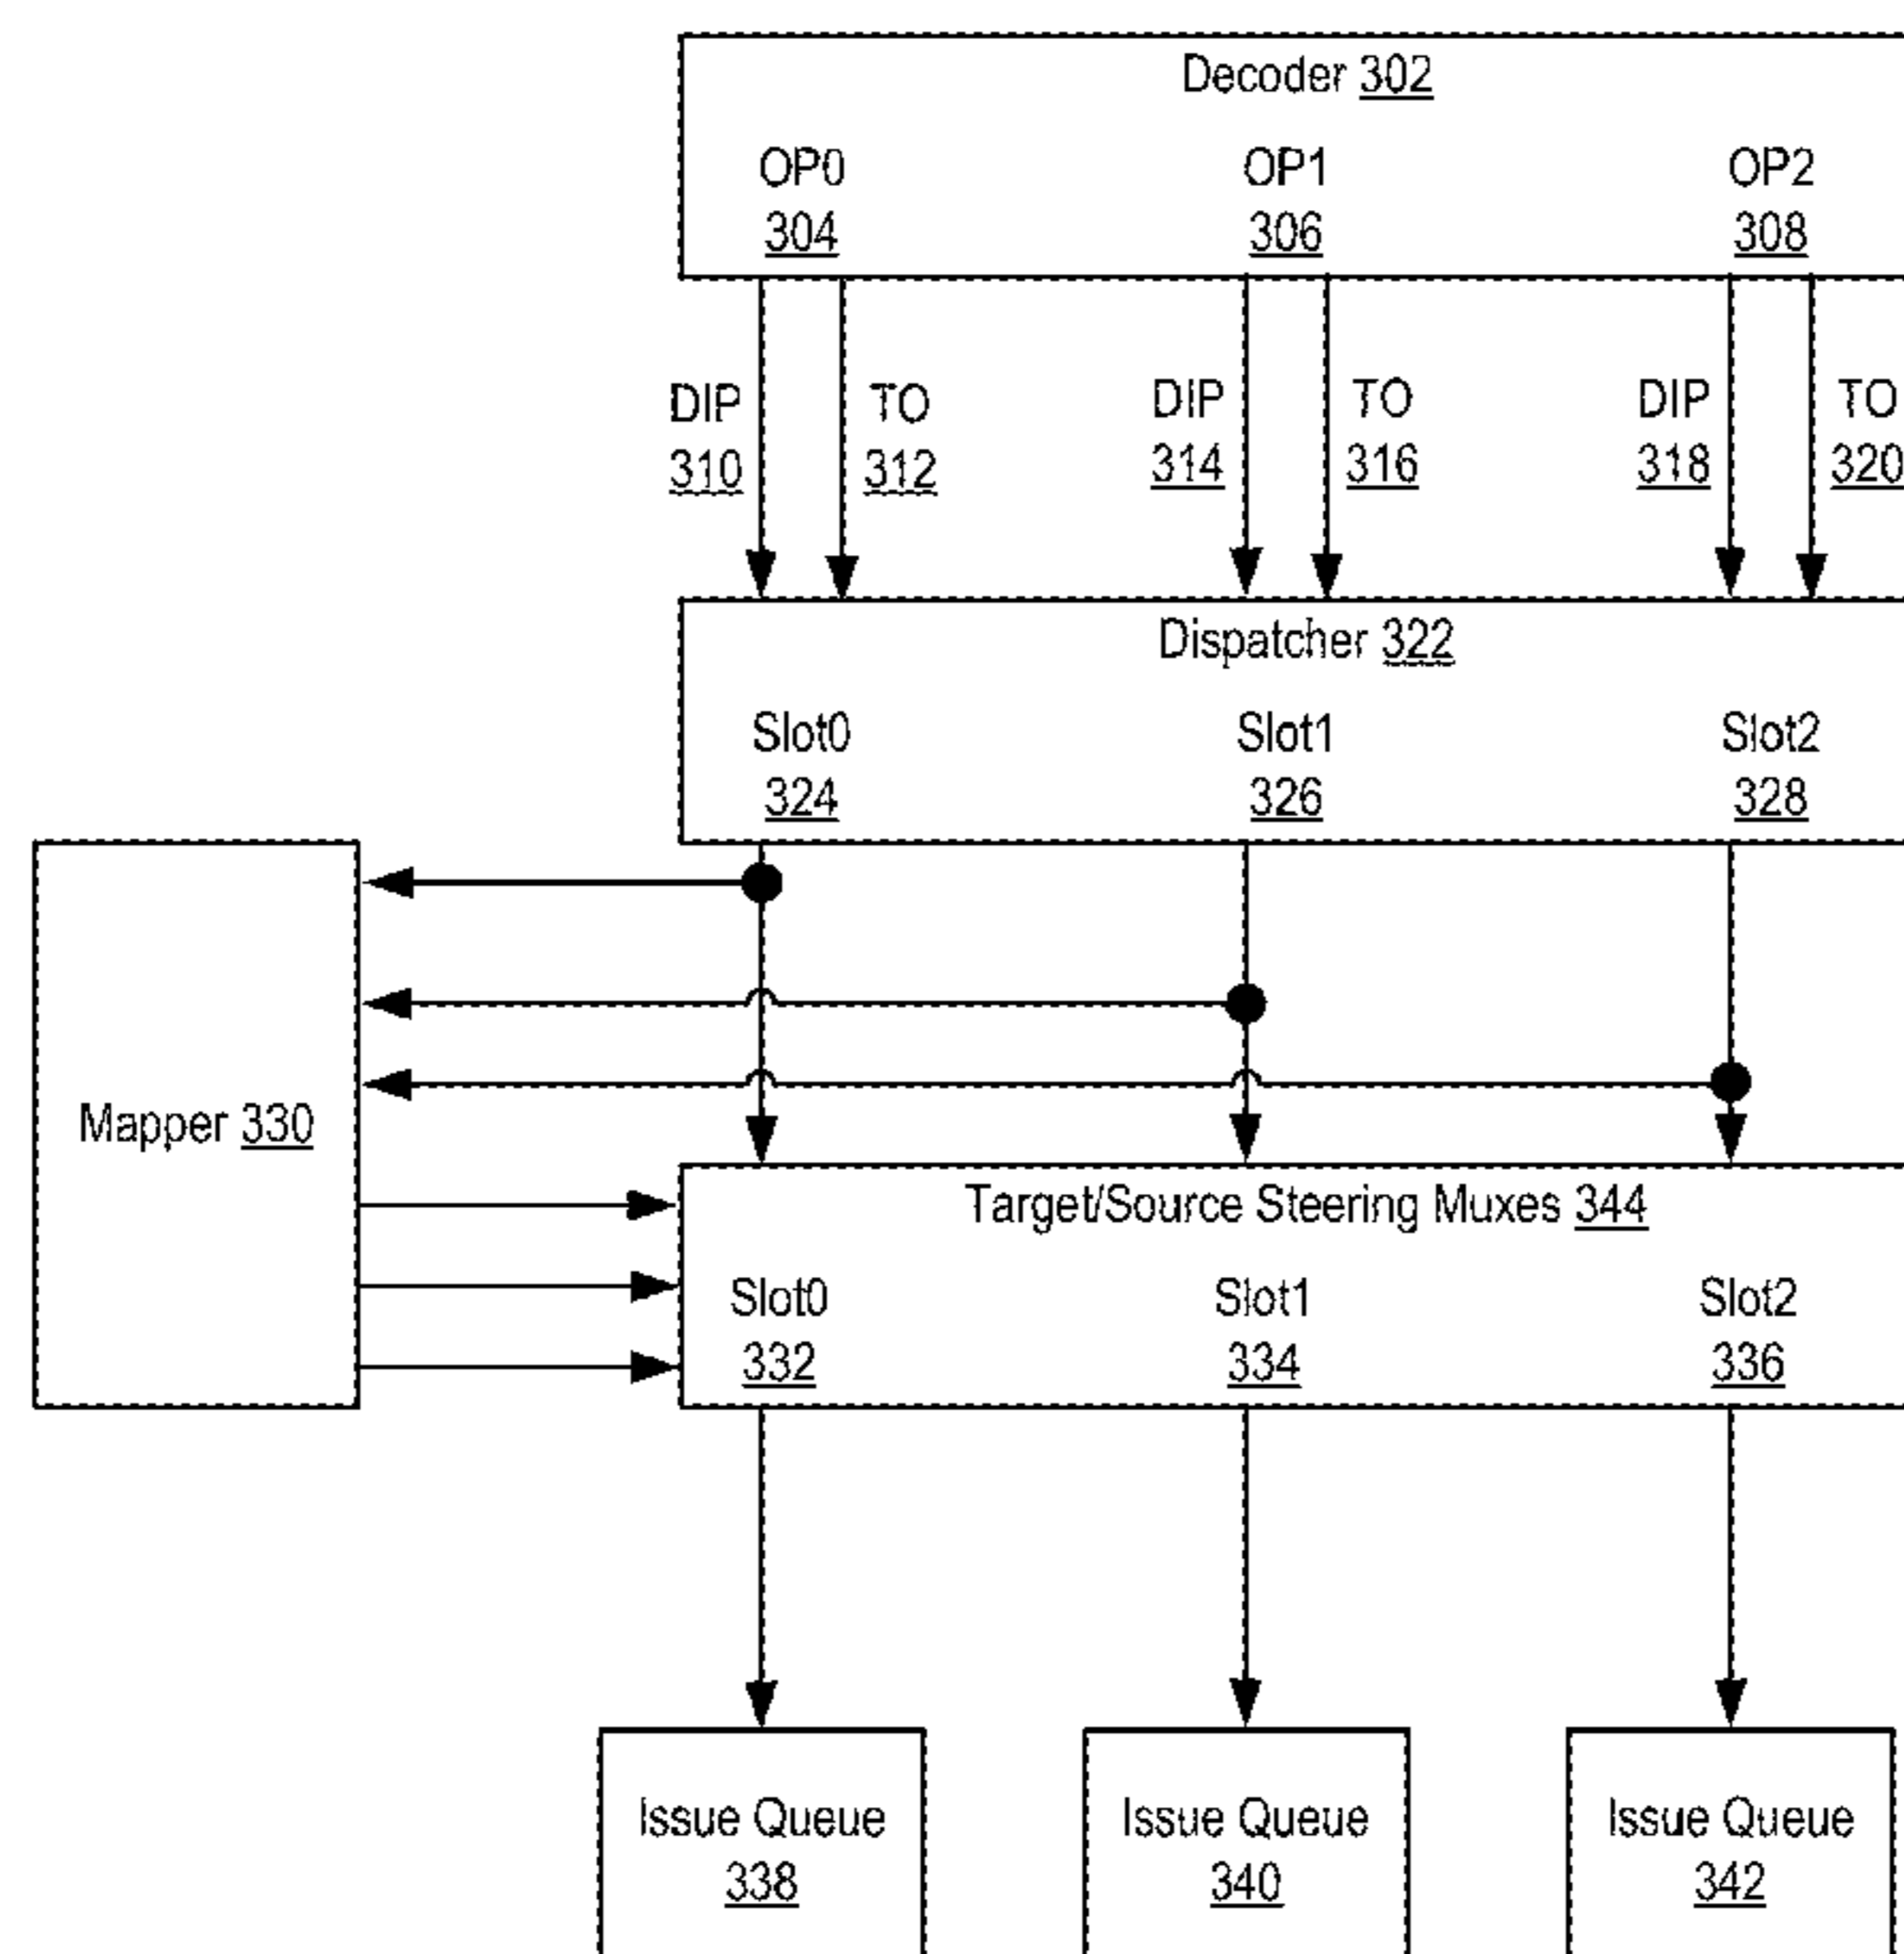 Decoder 302
OP0 OP1 OP2
304 306 308
DIP TO DIP TO DIP TO
310 312 314 316 318 320
Dispatcher 322
Slot0 Slot1 Slot2
324 326 328
Mapper 330
Target/Source Steering Muxes 344
Slot0 Slot1 Slot2
332 334 336
Issue Queue Issue Queue Issue Queue
338 340 342